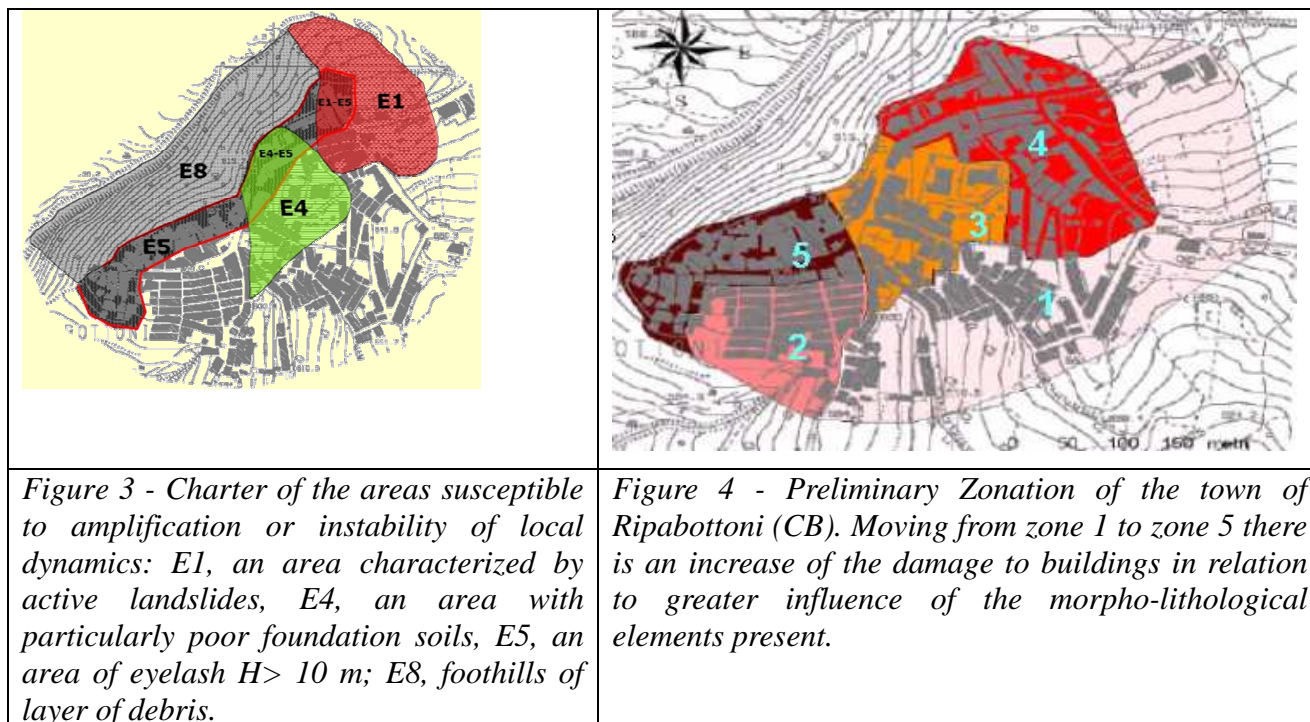 E1-E5
E1
E4-E5
E8
E4
E5
E
S
4
3
5
1
2
0 50 100 150 metri
Figure 3 - Charter of the areas susceptible
to amplification or instability of local
dynamics: E1, an area characterized by
active landslides, E4, an area with
particularly poor foundation soils, E5, an
area of eyelash H> 10 m; E8, foothills of
layer of debris.
Figure 4 - Preliminary Zonation of the town of
Ripabottoni (CB). Moving from zone 1 to zone 5 there
is an increase of the damage to buildings in relation
to greater influence of the morpho-lithological
elements present.